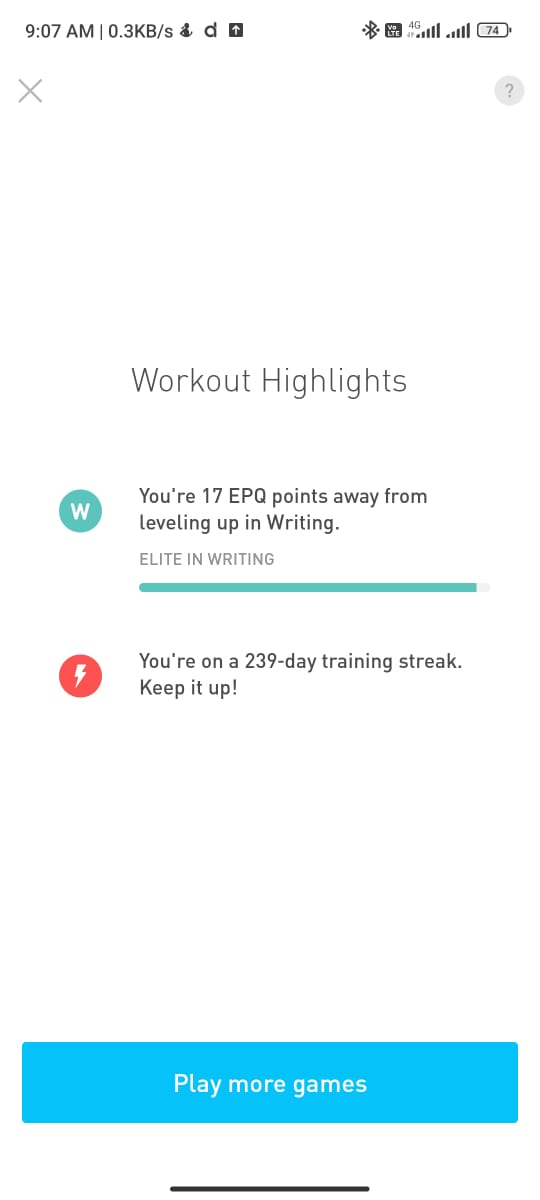 9:07 AM | 0.3KB/s d
Vo LTE 4G 74
?
Workout Highlights
W
You're 17 EPQ points away from
leveling up in Writing.
ELITE IN WRITING
You're on a 239-day training streak.
Keep it up!
Play more games